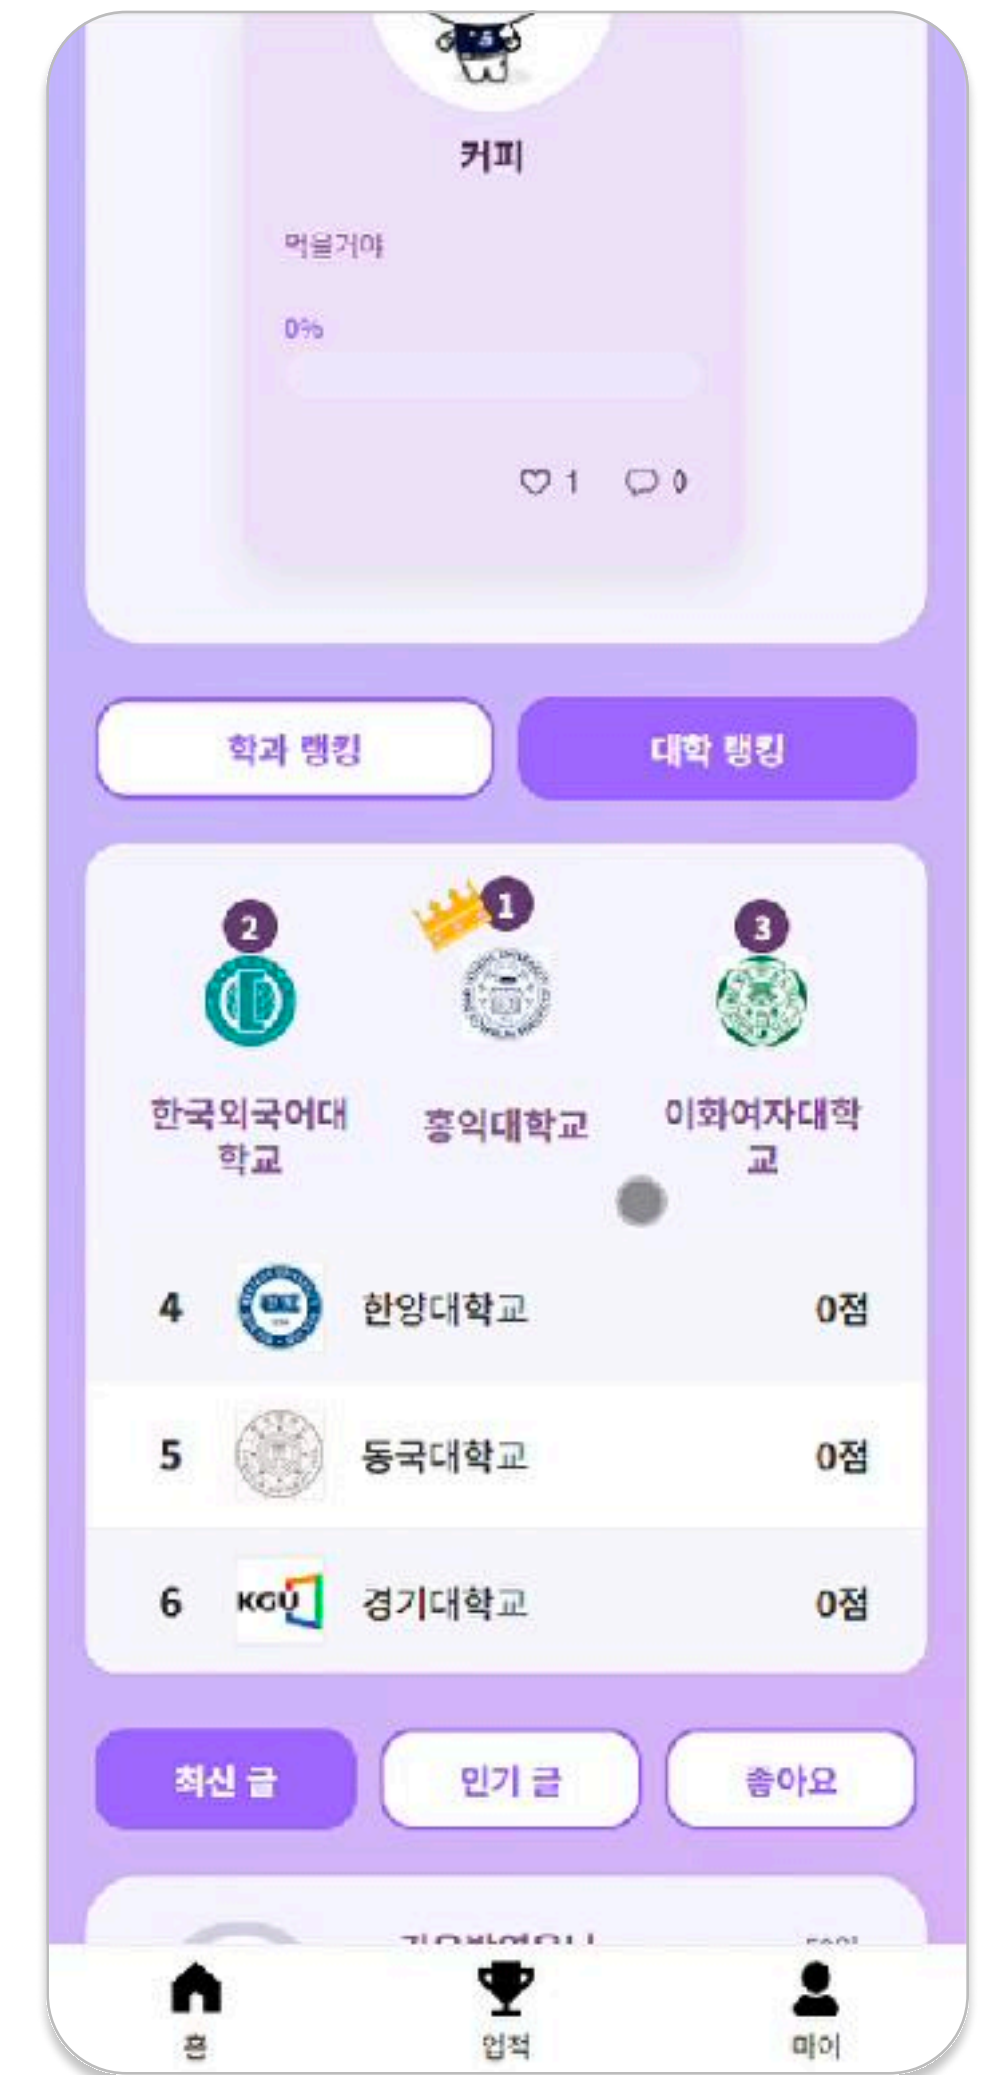 커피
먹을거야
0%
1 0
학과 랭킹 대학 랭킹
2 1 3
한국외국어대
학교
홍익대학교
이화여자대학
교
4 한양대학교 0점
5 동국대학교 0점
6 KGU 경기대학교 0점
최신 글 인기 글 좋아요
홈 업적 마이